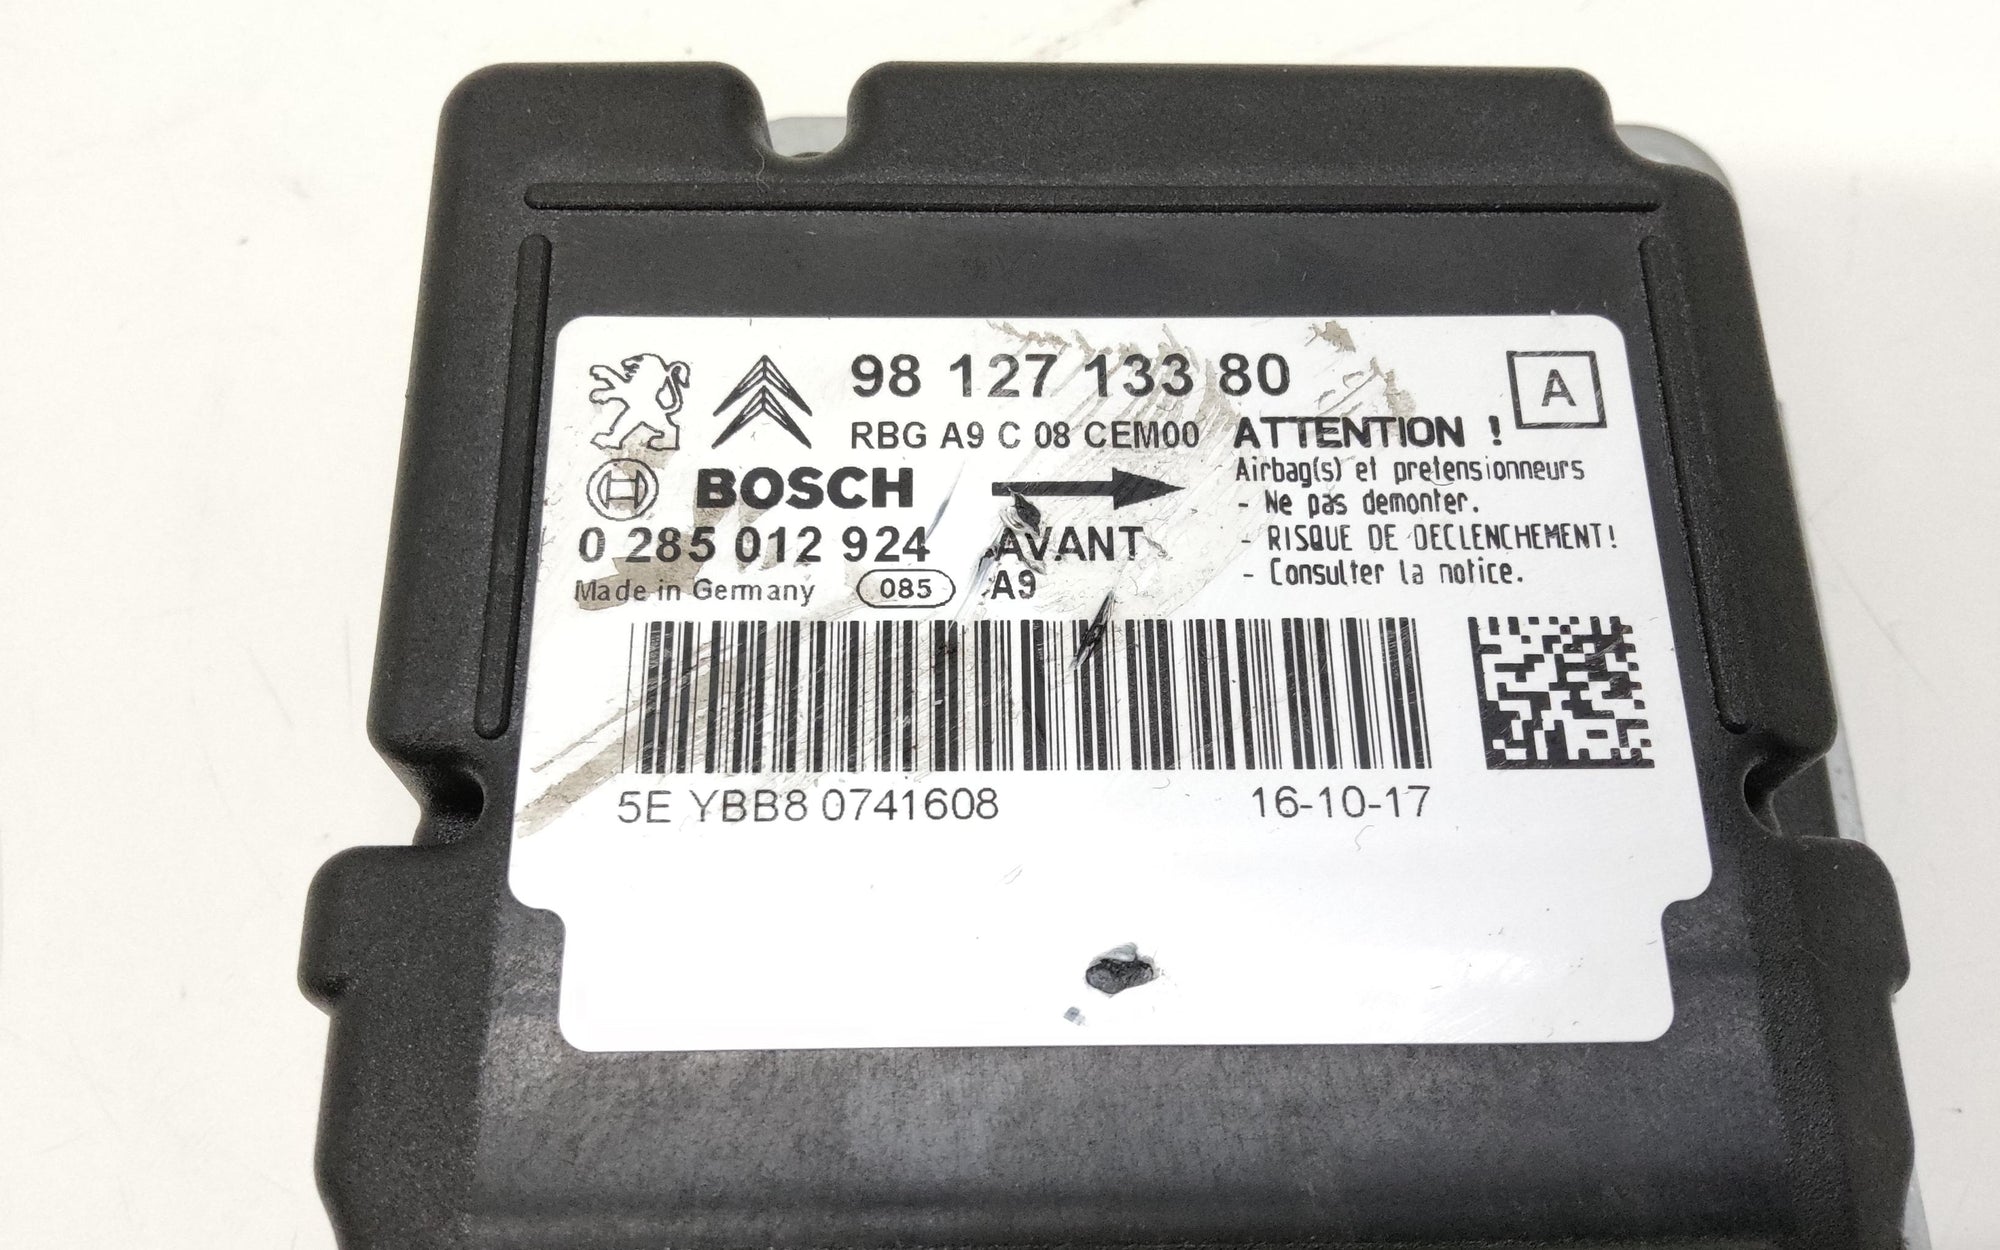 98 127 133 80
A
RBG A9 C 08 CEM00
ATTENTION !
BOSCH
Airbag(s) et pretensionneurs
- Ne pas demonter.
0 285 012 924
AVANT
- RISQUE DE DECLENCHEMENT!
- Consulter la notice.
Made in Germany
085
A9
5E YBB8 0741608
16-10-17